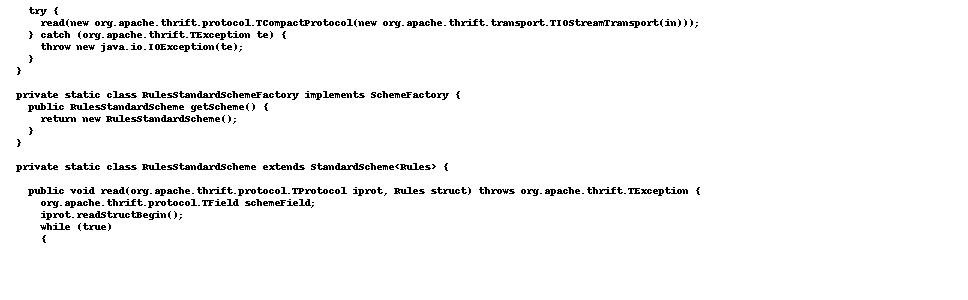 try {
read(new org.apache.thrift.protocol.TCompactProtocol(new org.apache.thrift.transport.TIOStreamTransport(in)));
} catch (org.apache.thrift.TException te) {
throw new java.io.IOException(te);
}
}
private static class RulesStandardSchemeFactory implements SchemeFactory {
public RulesStandardScheme getScheme() {
return new RulesStandardScheme();
}
}
private static class RulesStandardScheme extends StandardScheme<Rules> {
public void read(org.apache.thrift.protocol.TProtocol iprot, Rules struct) throws org.apache.thrift.TException {
org.apache.thrift.protocol.TField schemeField;
iprot.readStructBegin();
while (true)
{